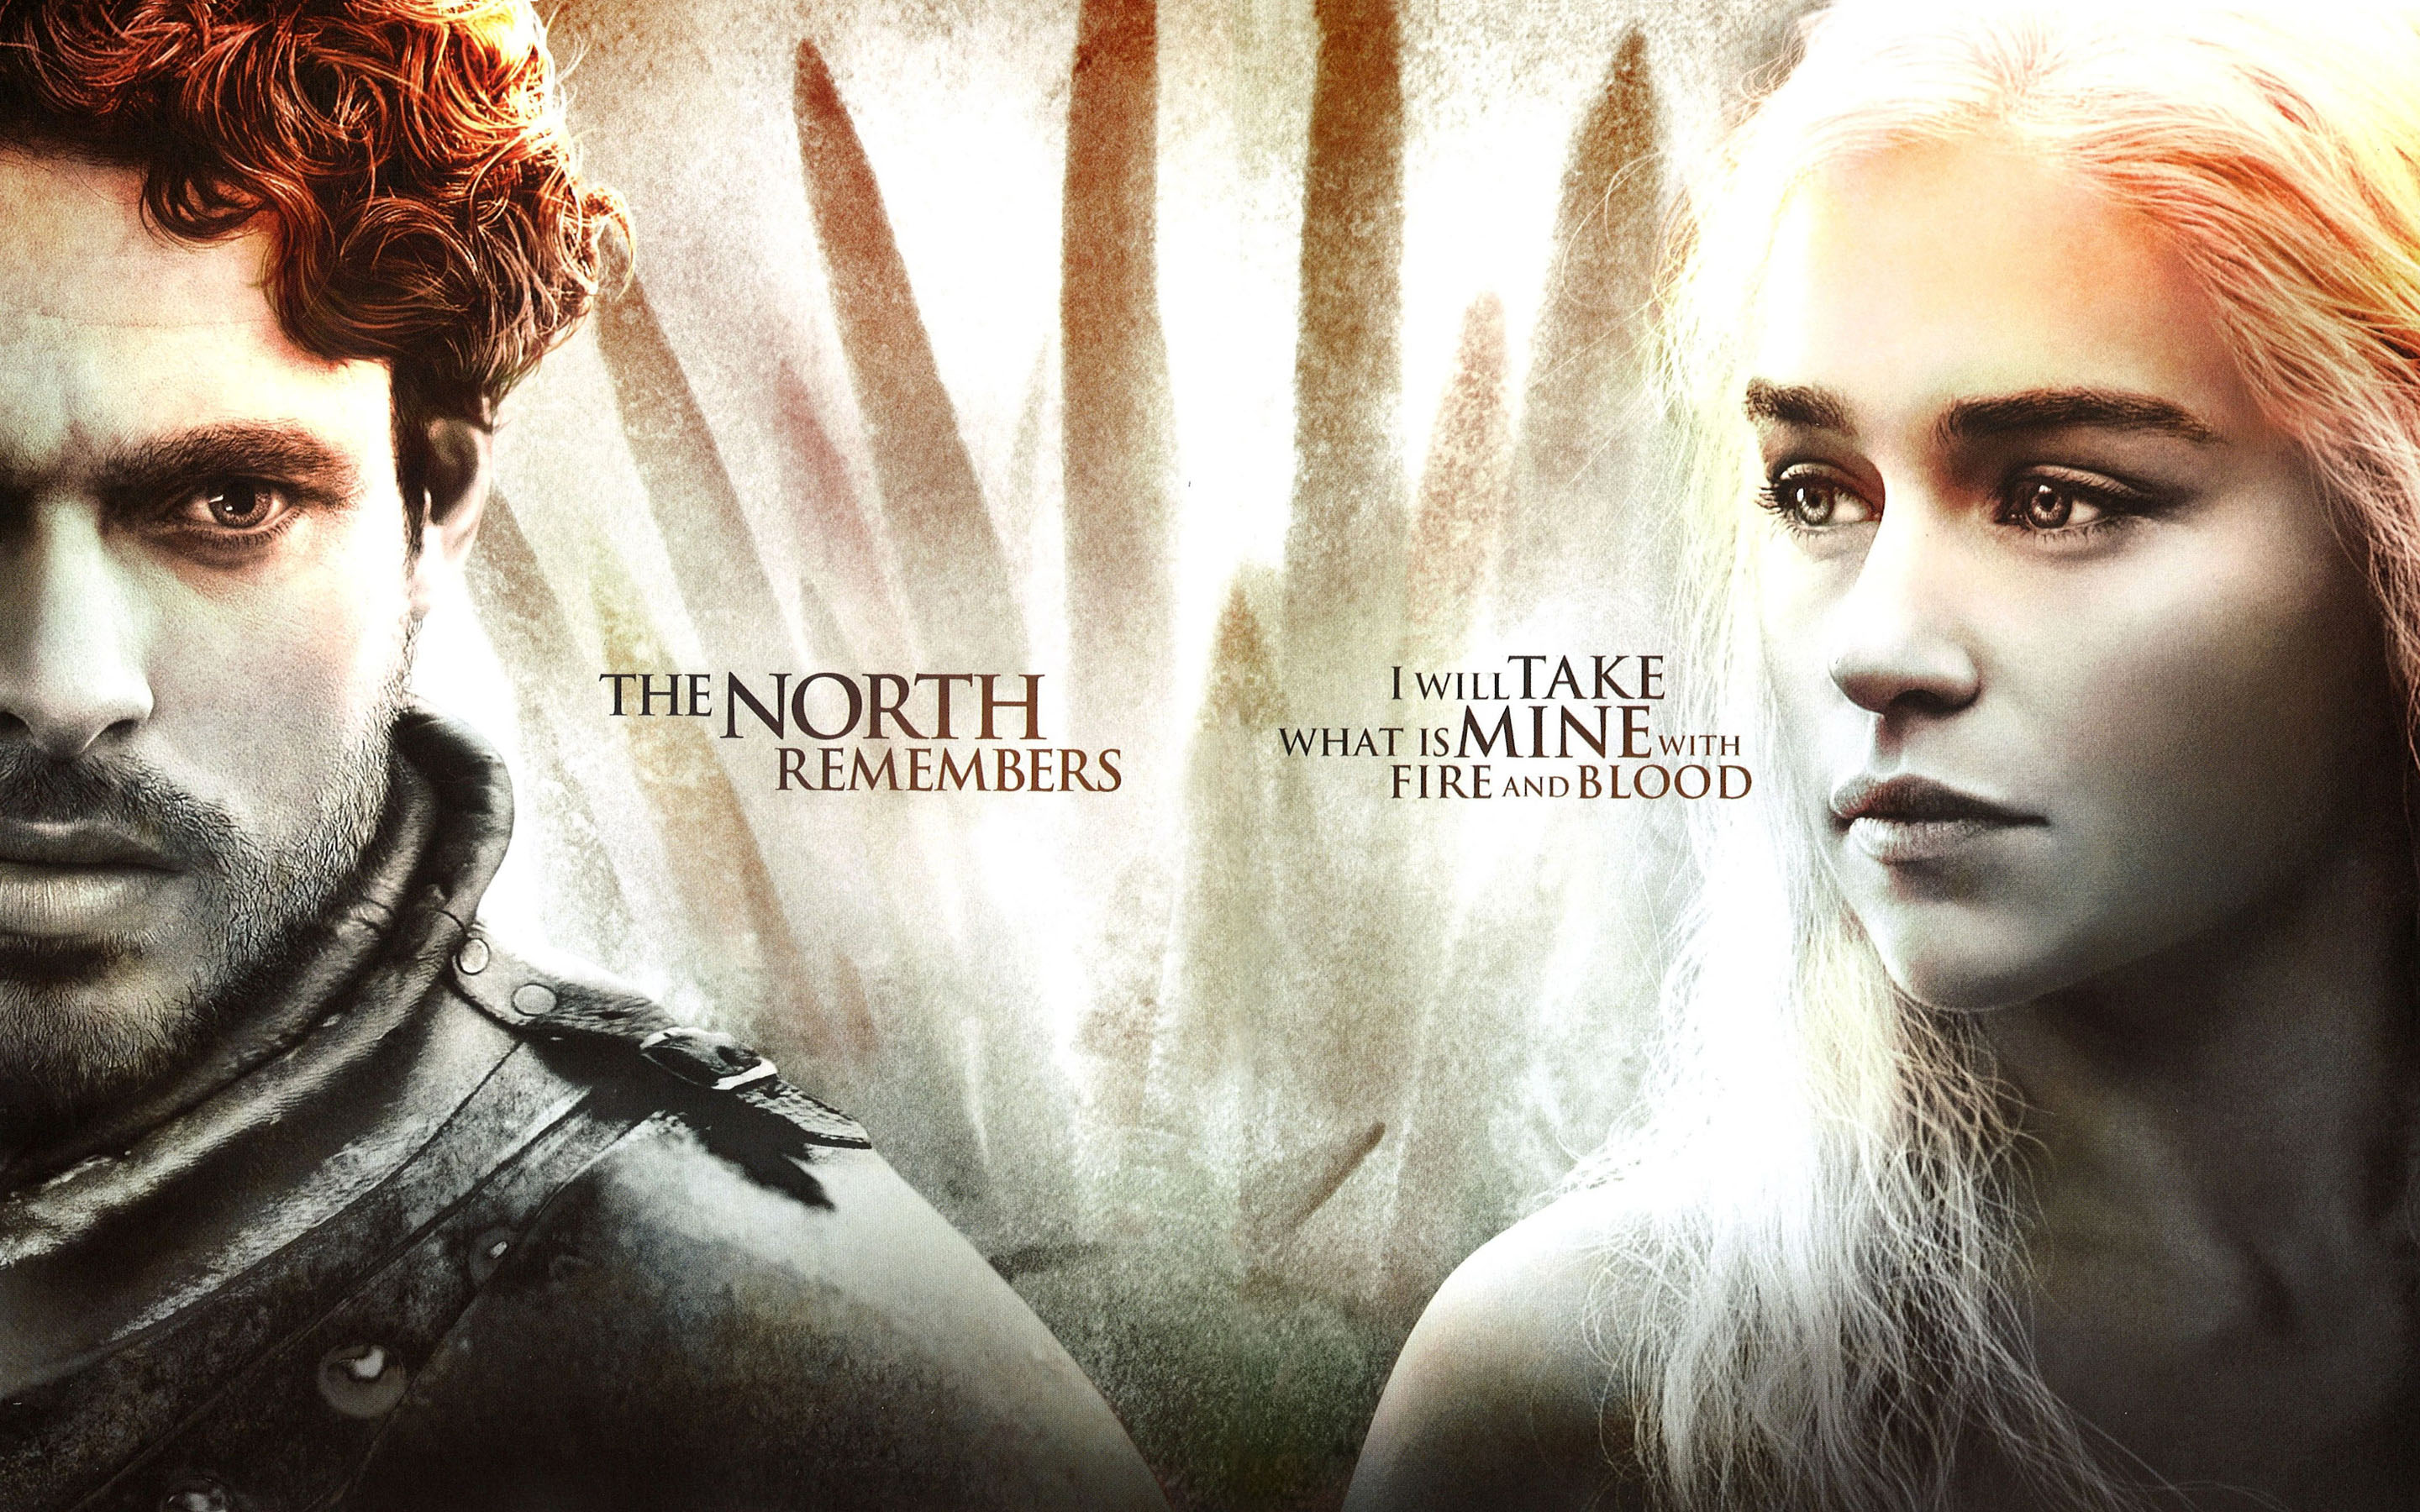 THE NORTH
REMEMBERS
I WILL TAKE
WHAT IS MINE WITH
FIRE AND BLOOD